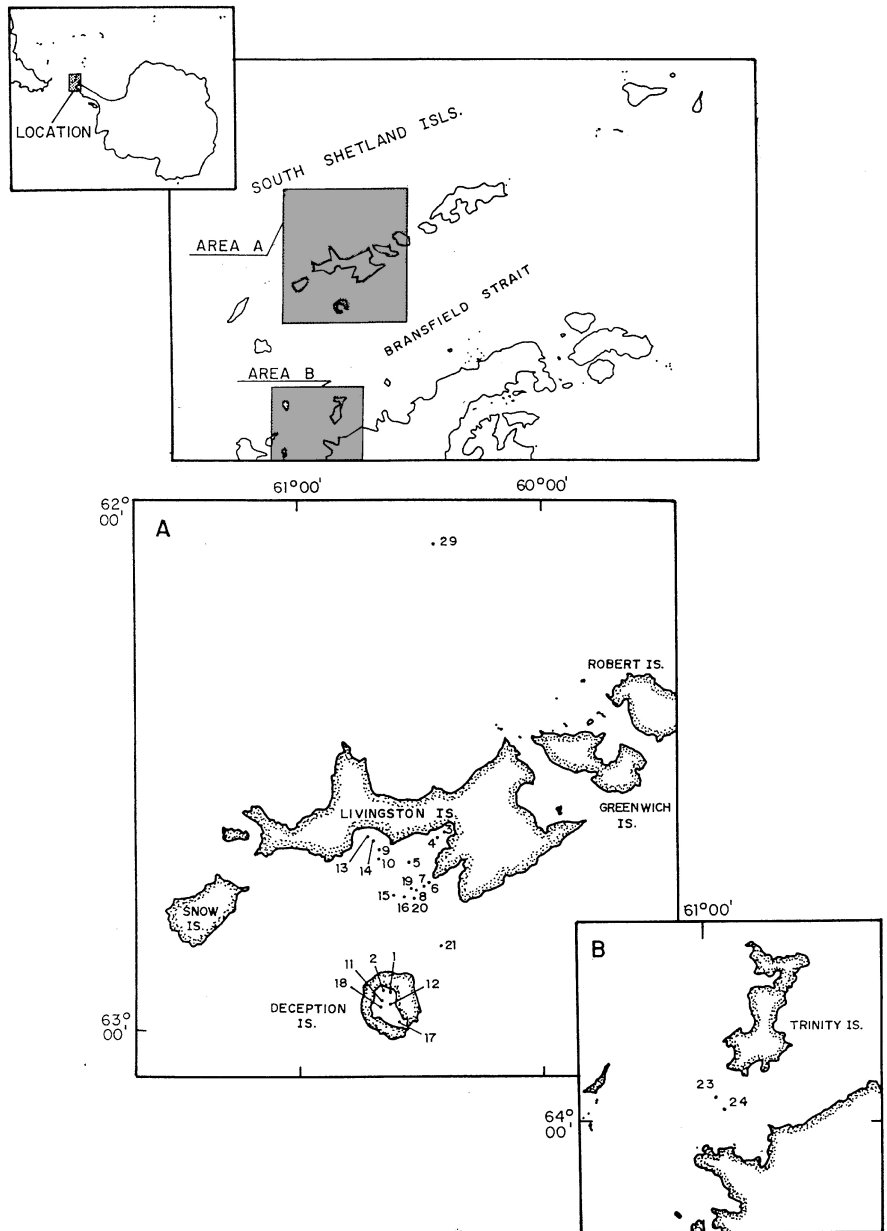 LOCATION
SOUTH SHETLAND ISLS.
AREA A
BRANSFIELD STRAIT
AREA B
61°00' 60°00'
62°
00'
A
29
ROBERT IS.
GREENWICH
IS.
LIVINGSTON IS.
3
4
13
14
9
10
5
7
19
6
15
16
20
8
SNOW
IS.
21
2
1
11
18
12
17
DECEPTION
IS.
63°
00'
61°00'
B
TRINITY IS.
23
24
64°
00'